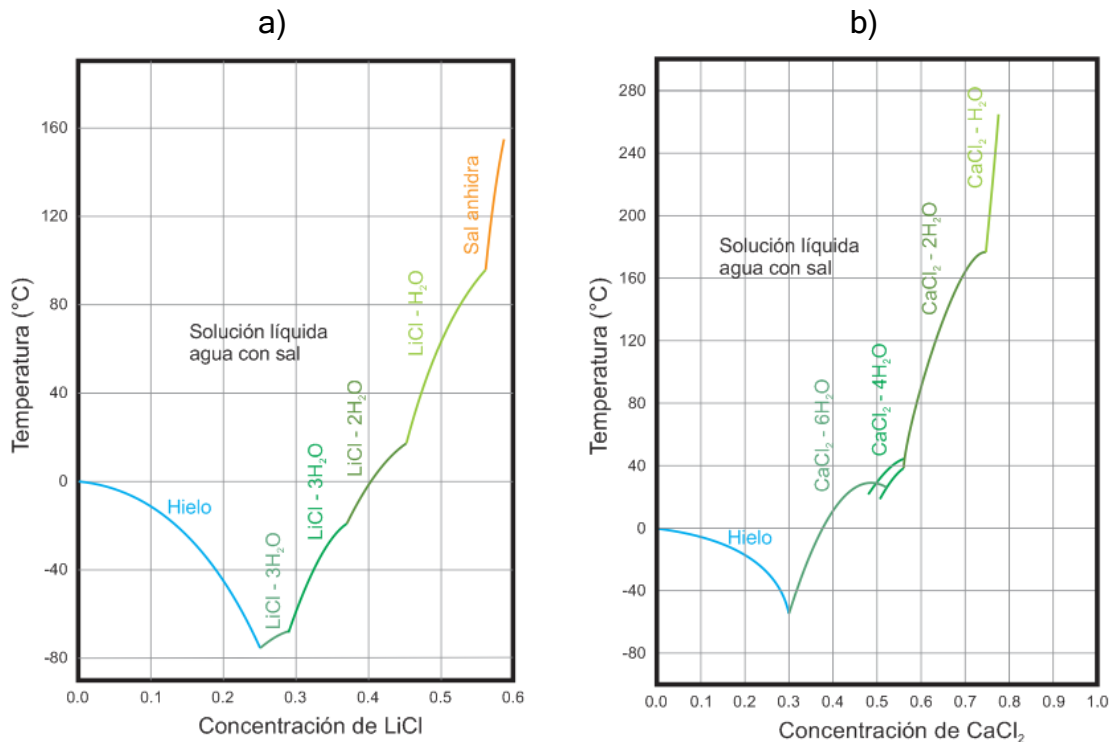 a)
160
120
80
40
0
-40
-80
0.0 0.1 0.2 0.3 0.4 0.5 0.6
Temperatura (°C)
Concentración de LiCl
Solución líquida
agua con sal
Hielo
LiCl - 3H₂O
LiCl - 3H₂O
LiCl - 2H₂O
LiCl - H₂O
Sal anhidra
b)
280
240
200
160
120
80
40
0
-40
-80
0.0 0.1 0.2 0.3 0.4 0.5 0.6 0.7 0.8 0.9 1.0
Temperatura (°C)
Concentración de CaCl₂
Solución líquida
agua con sal
Hielo
CaCl₂ - 6H₂O
CaCl₂ - 4H₂O
CaCl₂ - 2H₂O
CaCl₂ - H₂O